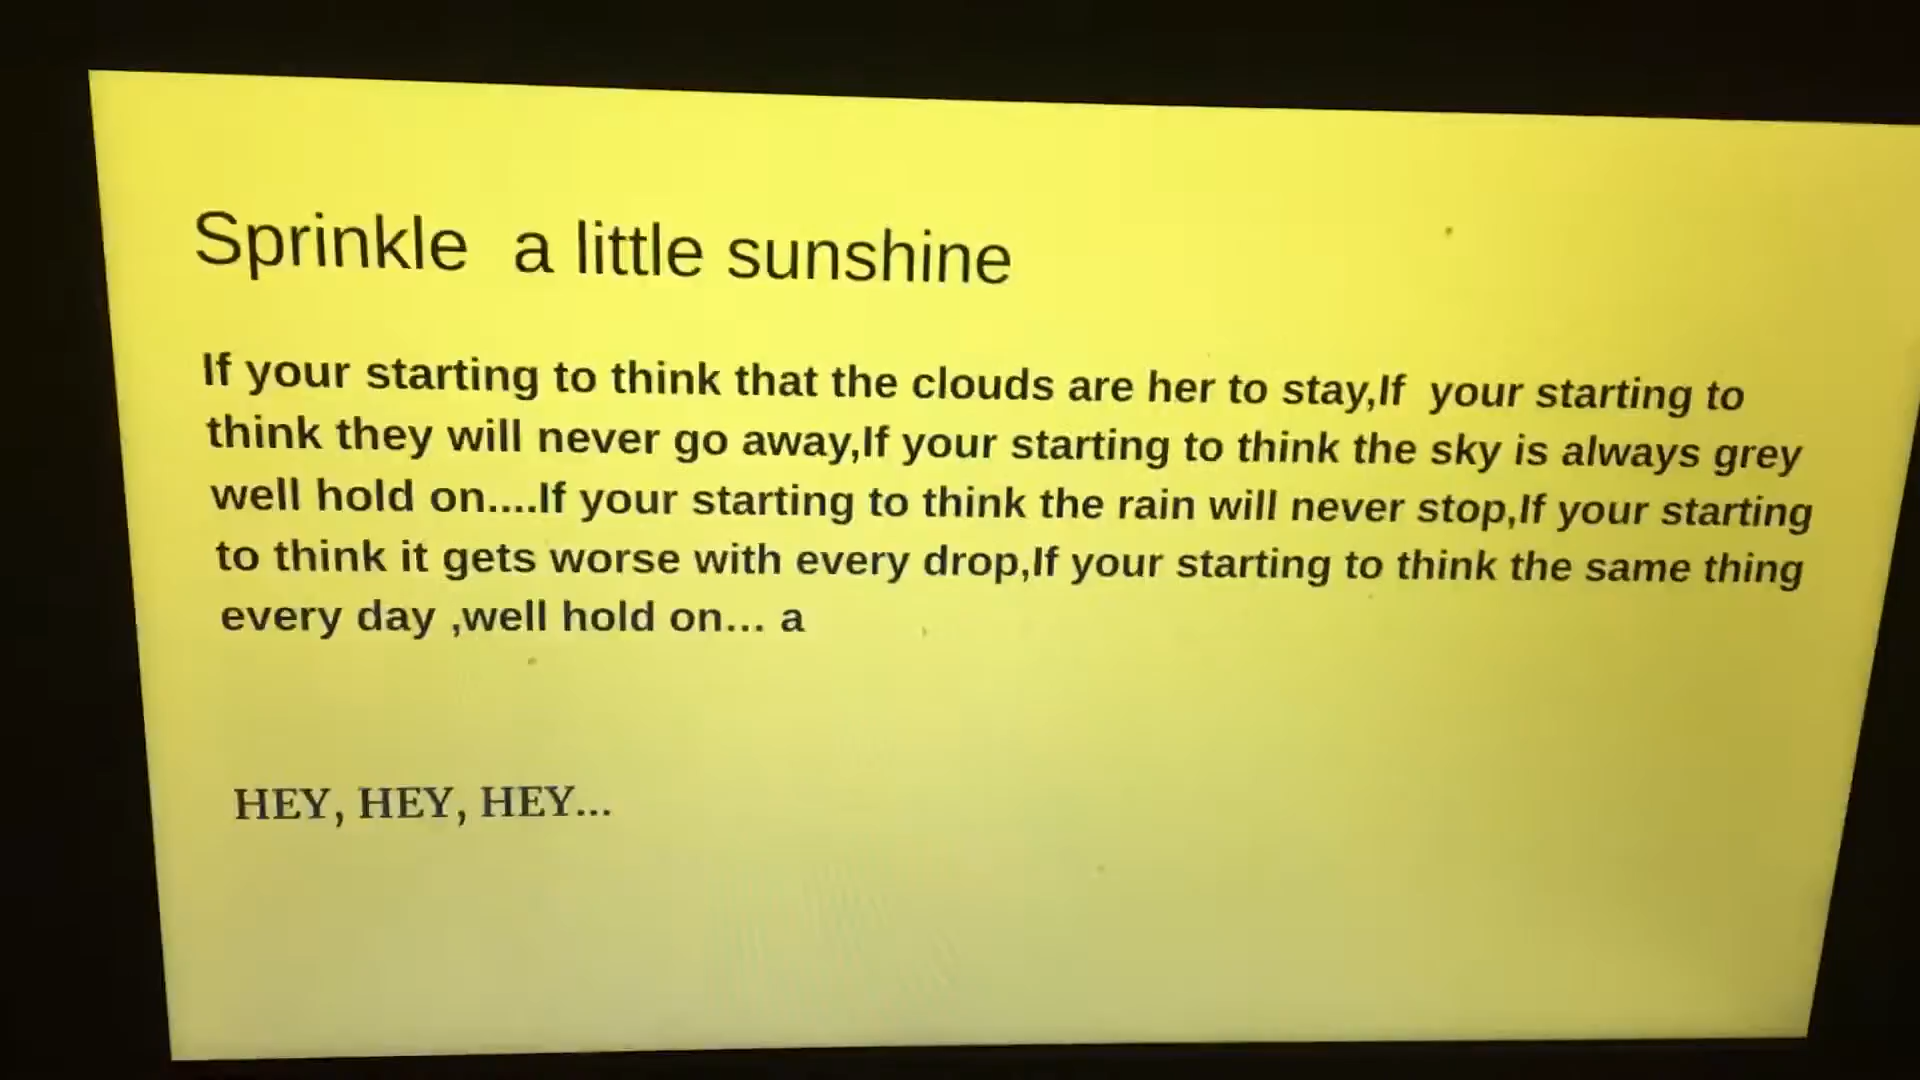 Sprinkle  a little sunshine
If your starting to think that the clouds are her to stay,If  your starting to
think they will never go away,If your starting to think the sky is always grey
well hold on....If your starting to think the rain will never stop,If your starting
to think it gets worse with every drop,If your starting to think the same thing
every day ,well hold on... a
HEY, HEY, HEY...